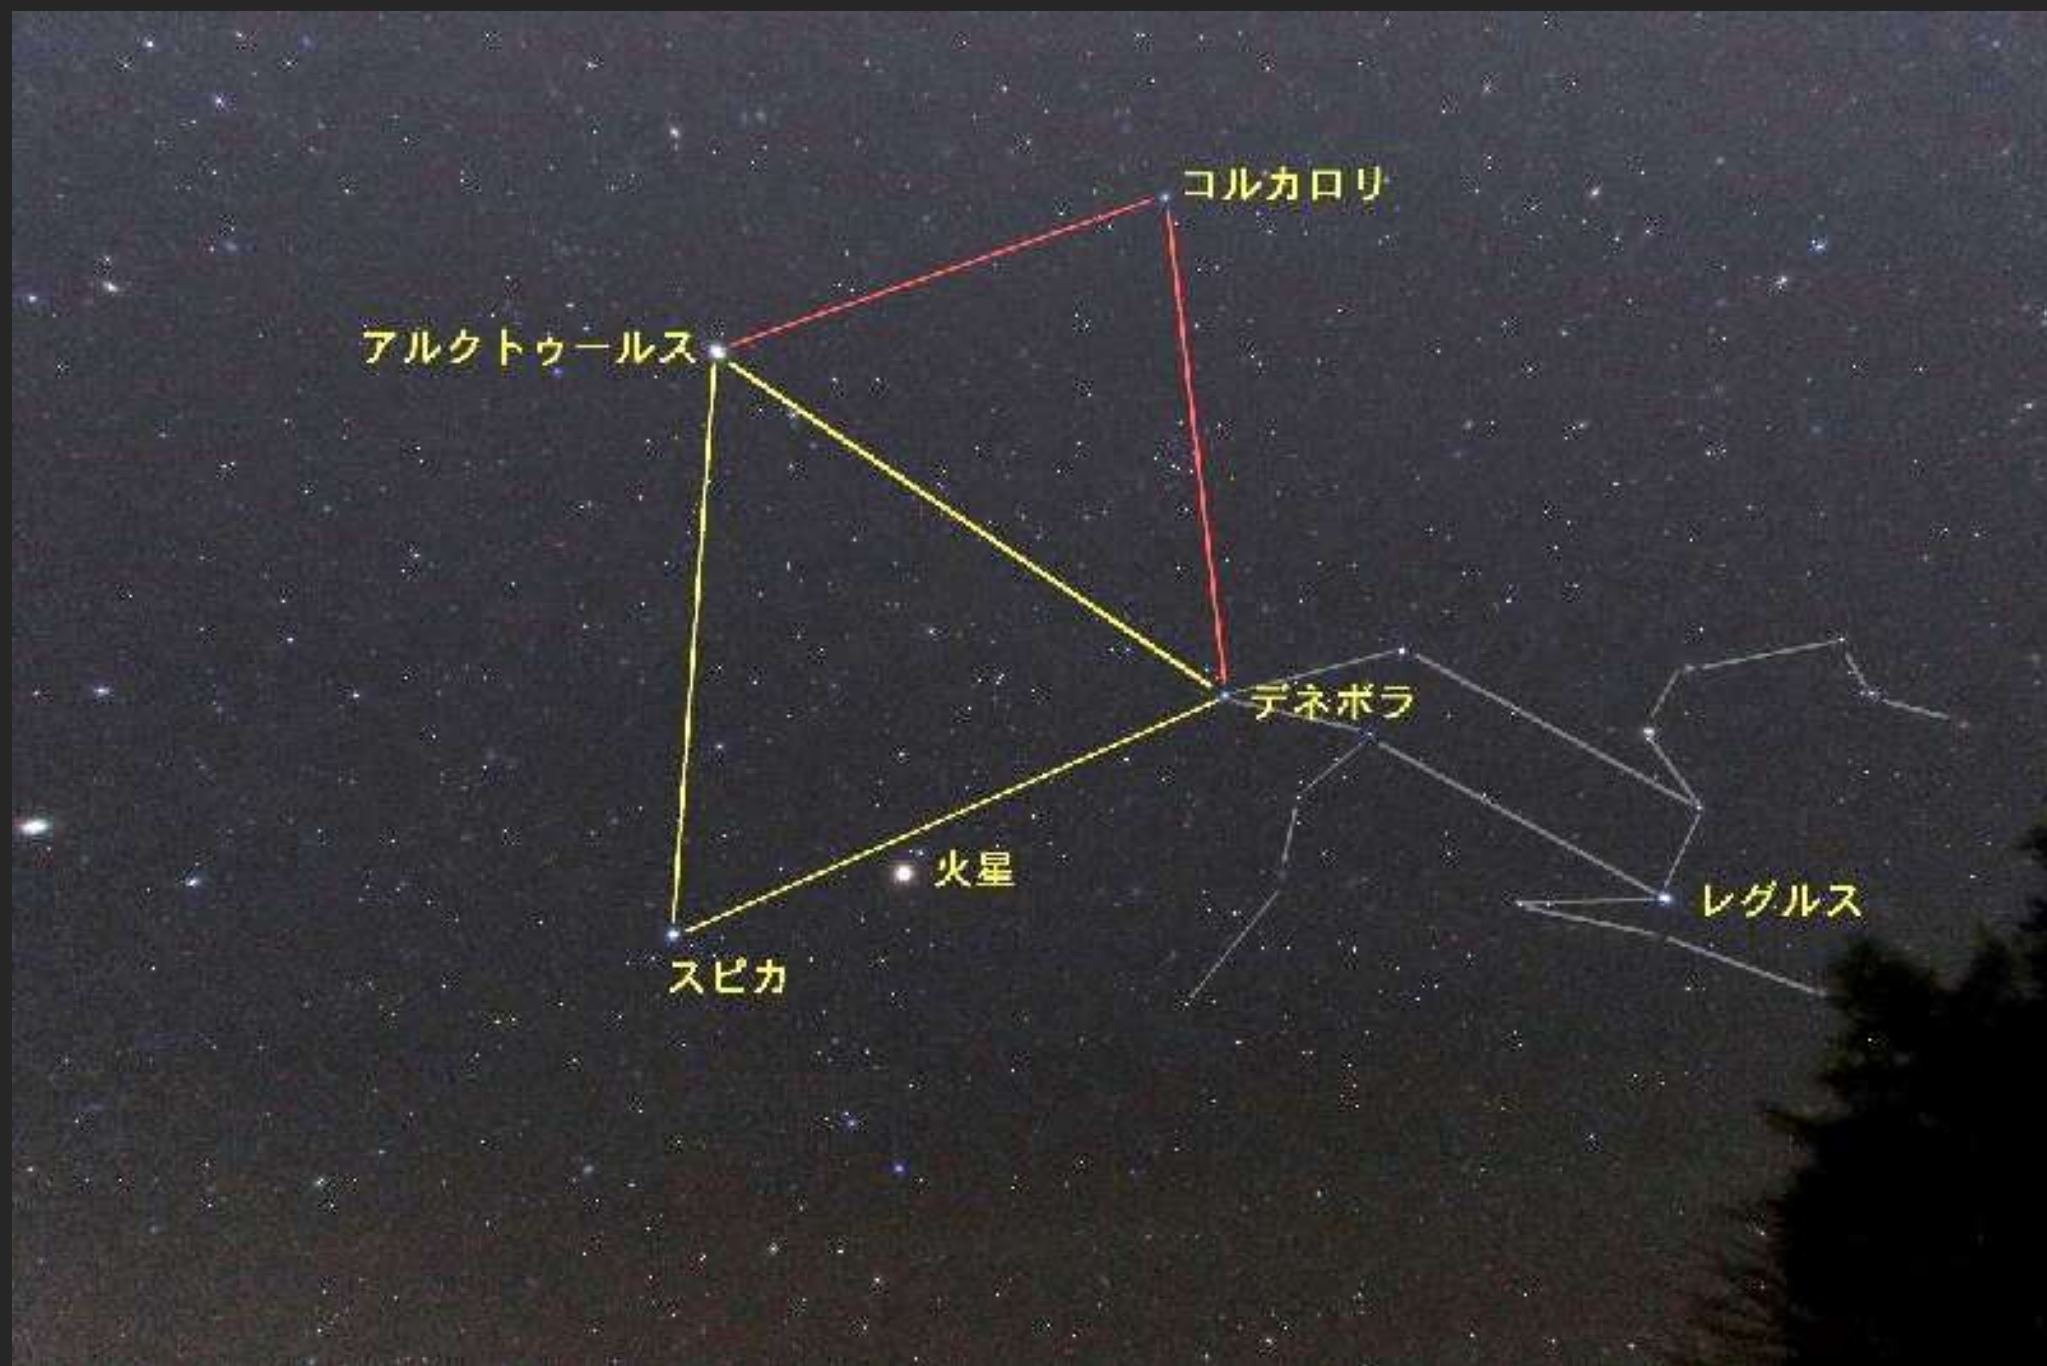 コルカロリ
アルクトゥールス
デネボラ
火星
レグルス
スピカ